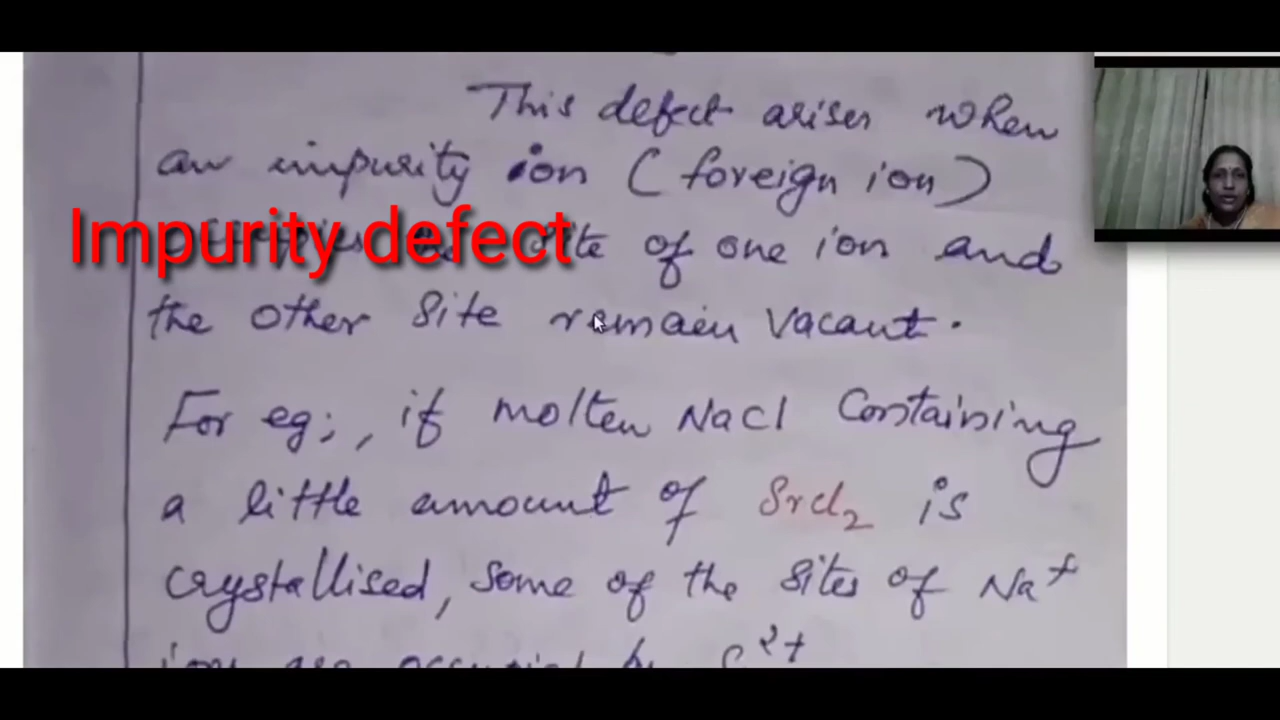 This defect arises when
an impurity ion (foreign ion)
Impurity defect
site of one ion and
the other site remain vacant.
For eg;, if molten NaCl Containing
a little amount of SrCl2 is
crystallised, some of the sites of Na+